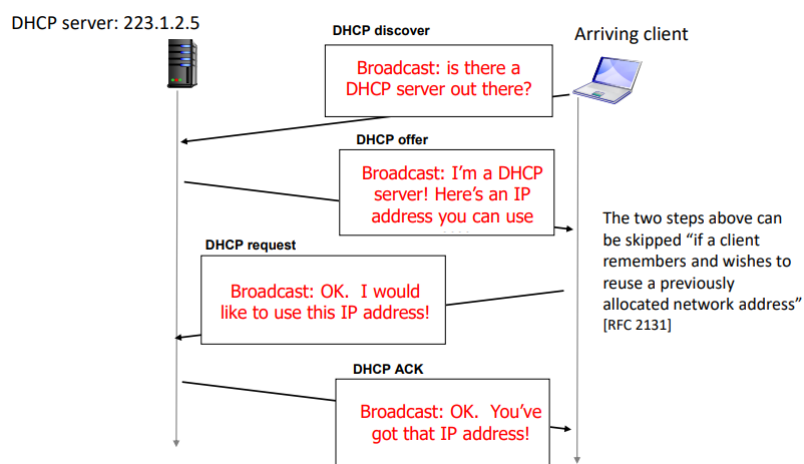 DHCP server: 223.1.2.5
DHCP discover
Arriving client
Broadcast: is there a
DHCP server out there?
DHCP offer
Broadcast: I'm a DHCP
server! Here's an IP
address you can use
The two steps above can
be skipped “if a client
remembers and wishes to
reuse a previously
allocated network address”
[RFC 2131]
DHCP request
Broadcast: OK.  I would
like to use this IP address!
DHCP ACK
Broadcast: OK.  You've
got that IP address!